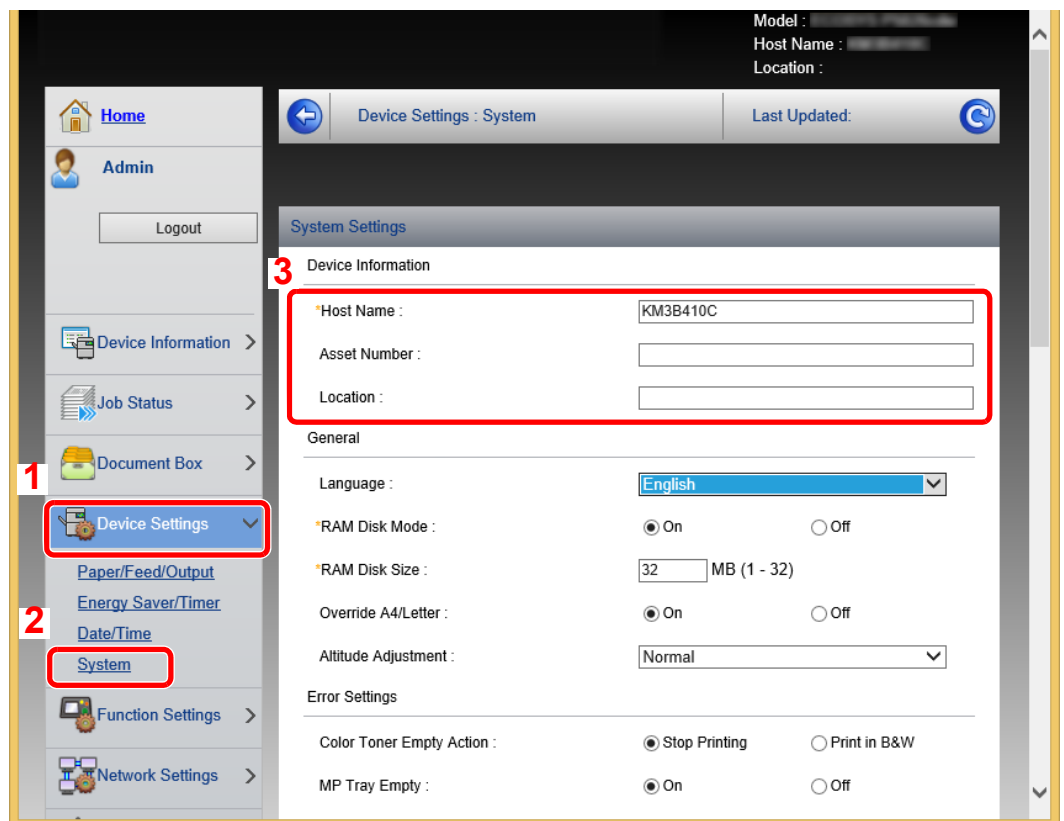 Model :
Host Name :
Location :
Home
Device Settings : System
Last Updated:
Admin
Logout
System Settings
3
Device Information
*Host Name :
KM3B410C
Device Information
Asset Number :
Location :
Job Status
General
Document Box
1
Language :
English
Device Settings
*RAM Disk Mode :
On
Off
Paper/Feed/Output
*RAM Disk Size :
32
MB (1 - 32)
Energy Saver/Timer
2
Override A4/Letter :
On
Off
Date/Time
System
Altitude Adjustment :
Normal
Error Settings
Function Settings
Color Toner Empty Action :
Stop Printing
Print in B&W
Network Settings
MP Tray Empty :
On
Off